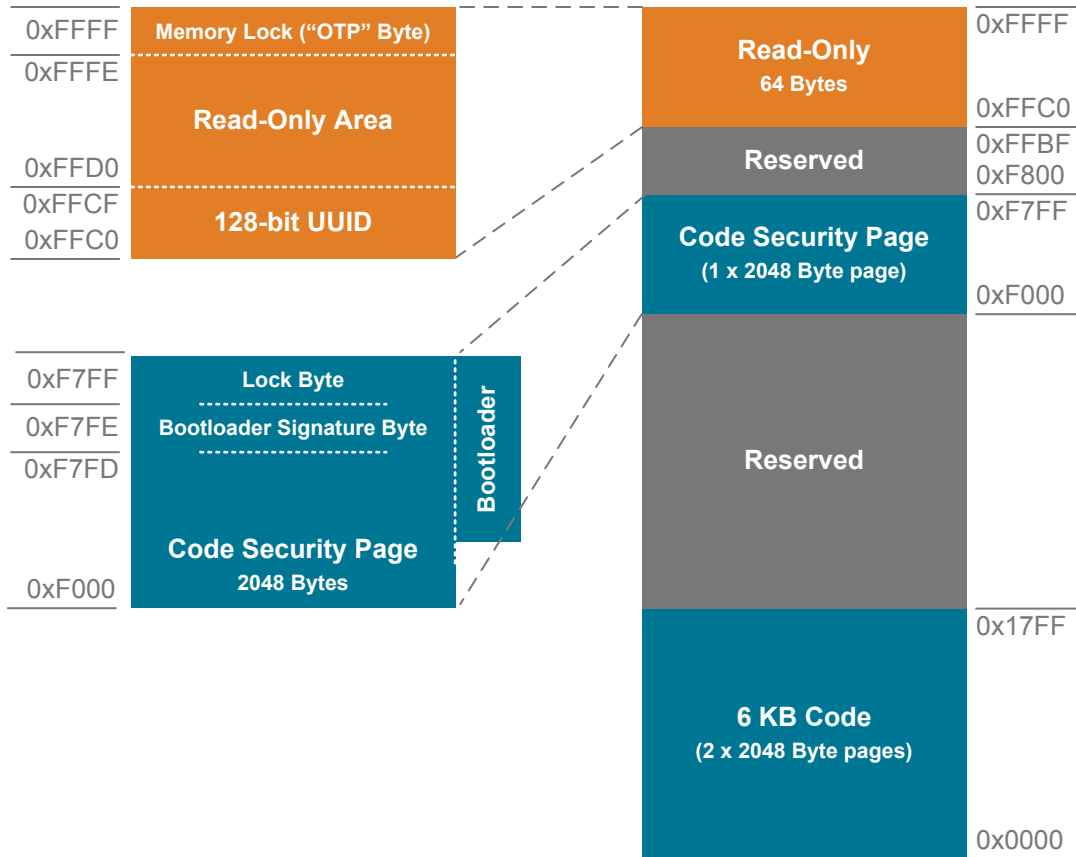 0xFFFF
Memory Lock (“OTP” Byte)
0xFFFE
Read-Only Area
0xFFD0
0xFFCF
128-bit UUID
0xFFC0
0xF7FF
Lock Byte
0xF7FE
Bootloader Signature Byte
0xF7FD
Bootloader
Code Security Page
2048 Bytes
0xF000
0xFFFF
Read-Only
64 Bytes
0xFFC0
0xFFBF
Reserved
0xF800
0xF7FF
Code Security Page
(1 x 2048 Byte page)
0xF000
Reserved
0x17FF
6 KB Code
(2 x 2048 Byte pages)
0x0000